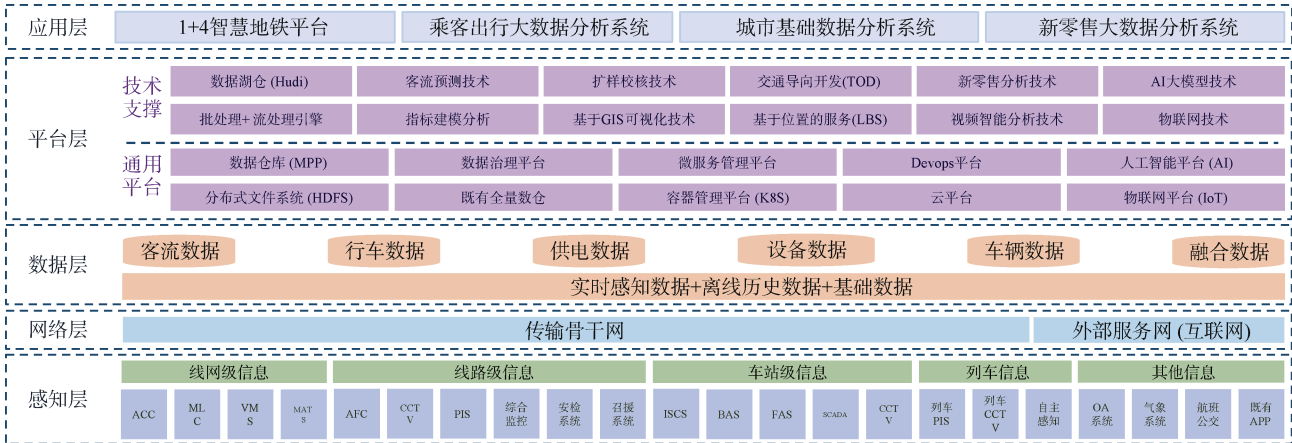 应用层
1+4智慧地铁平台
乘客出行大数据分析系统
城市基础数据分析系统
新零售大数据分析系统
平台层
技术
支撑
数据湖仓 (Hudi)
客流预测技术
扩样校核技术
交通导向开发(TOD)
新零售分析技术
AI大模型技术
批处理+ 流处理引擎
指标建模分析
基于GIS可视化技术
基于位置的服务(LBS)
视频智能分析技术
物联网技术
通用
平台
数据仓库 (MPP)
数据治理平台
微服务管理平台
Devops平台
人工智能平台 (AI)
分布式文件系统 (HDFS)
既有全量数仓
容器管理平台 (K8S)
云平台
物联网平台 (IoT)
数据层
客流数据
行车数据
供电数据
设备数据
车辆数据
融合数据
实时感知数据+离线历史数据+基础数据
网络层
传输骨干网
外部服务网 (互联网)
感知层
线网级信息
线路级信息
车站级信息
列车信息
其他信息
ACC
ML
C
VM
S
MAT
S
AFC
CCT
V
PIS
综合
监控
安检
系统
召援
系统
ISCS
BAS
FAS
SCADA
CCT
V
列车
PIS
列车
CCT
V
自主
感知
OA
系统
气象
系统
航班
公交
既有
APP